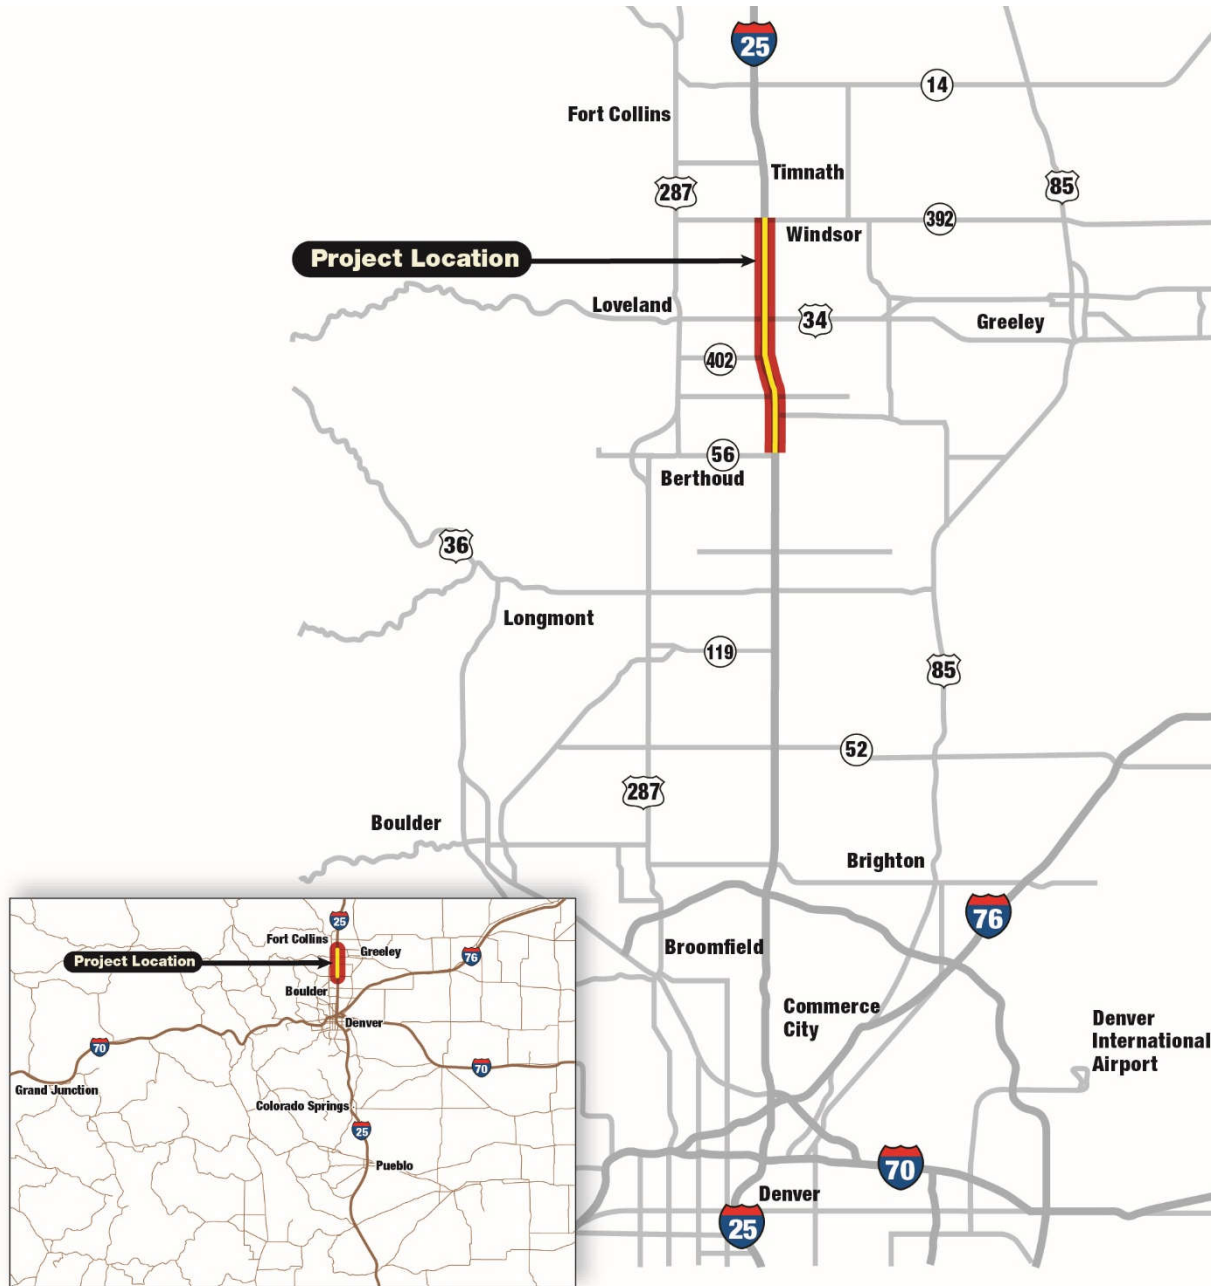 25
14
Fort Collins
Timnath
287
85
392
Windsor
Project Location
Loveland
34
Greeley
402
56
Berthoud
36
Longmont
119
85
52
287
Boulder
Brighton
76
Broomfield
Commerce
City
Denver
International
Airport
70
Denver
25
25
Fort Collins
Greeley
Project Location
76
Boulder
Denver
70
70
Grand Junction
Colorado Springs
25
Pueblo